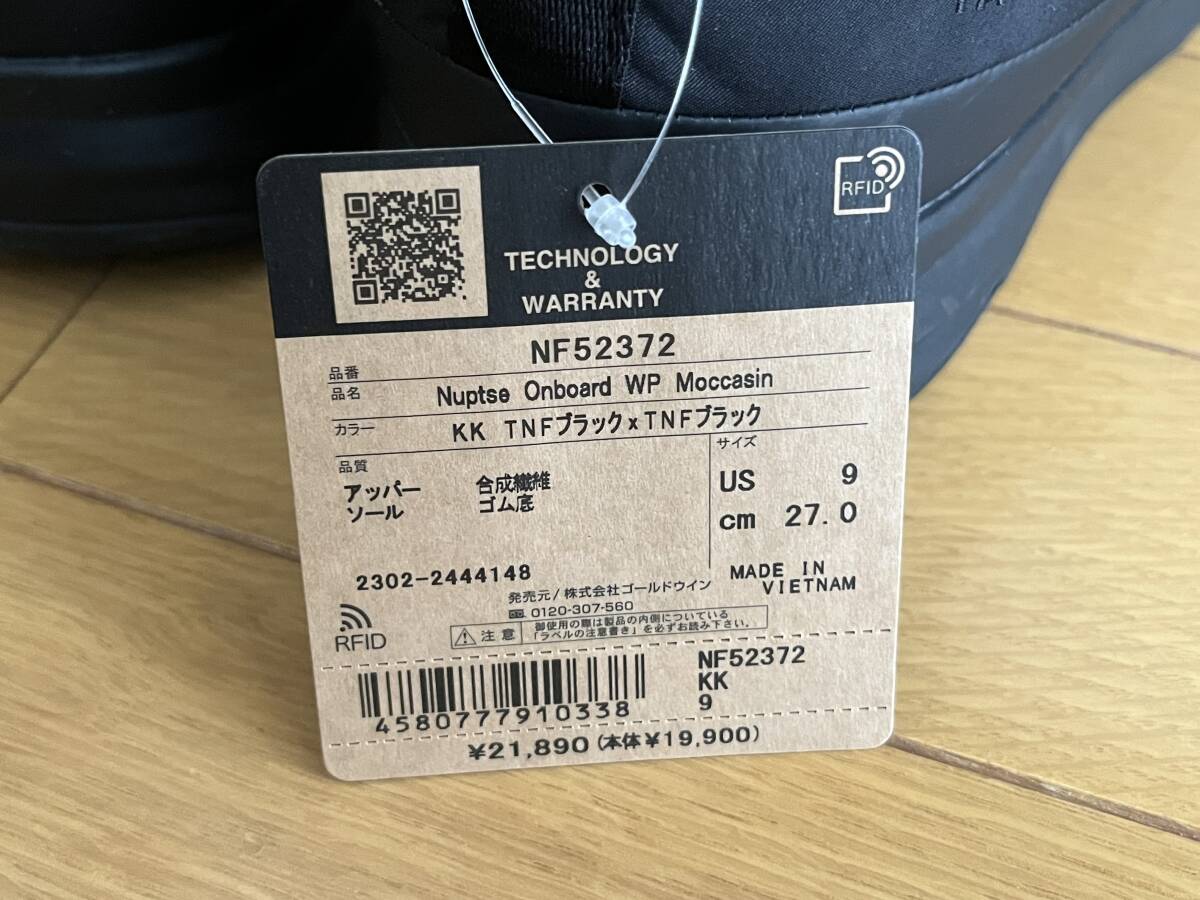 RFID
TECHNOLOGY
&
WARRANTY
品番 NF52372
品名 Nuptse Onboard WP Moccasin
カラー KK TNFブラックxTNFブラック
品質
アッパー 合成繊維
ソール ゴム底
サイズ
US 9
cm 27.0
2302-2444148
MADE IN
VIETNAM
発売元/株式会社ゴールドウイン
0120-307-560
RFID
注意
御使用の際は製品の内側についている
「ラベルの注意書き」を必ずお読み下さい。
4580777910338
NF52372
KK
9
¥21,890(本体¥19,900)